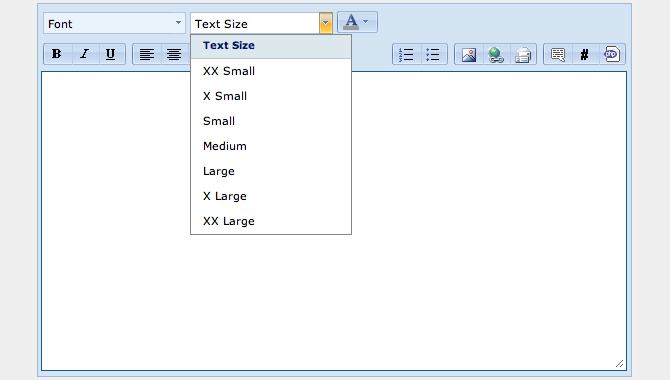 Font
Text Size
A
Text Size
B I U
#
XX Small
X Small
Small
Medium
Large
X Large
XX Large